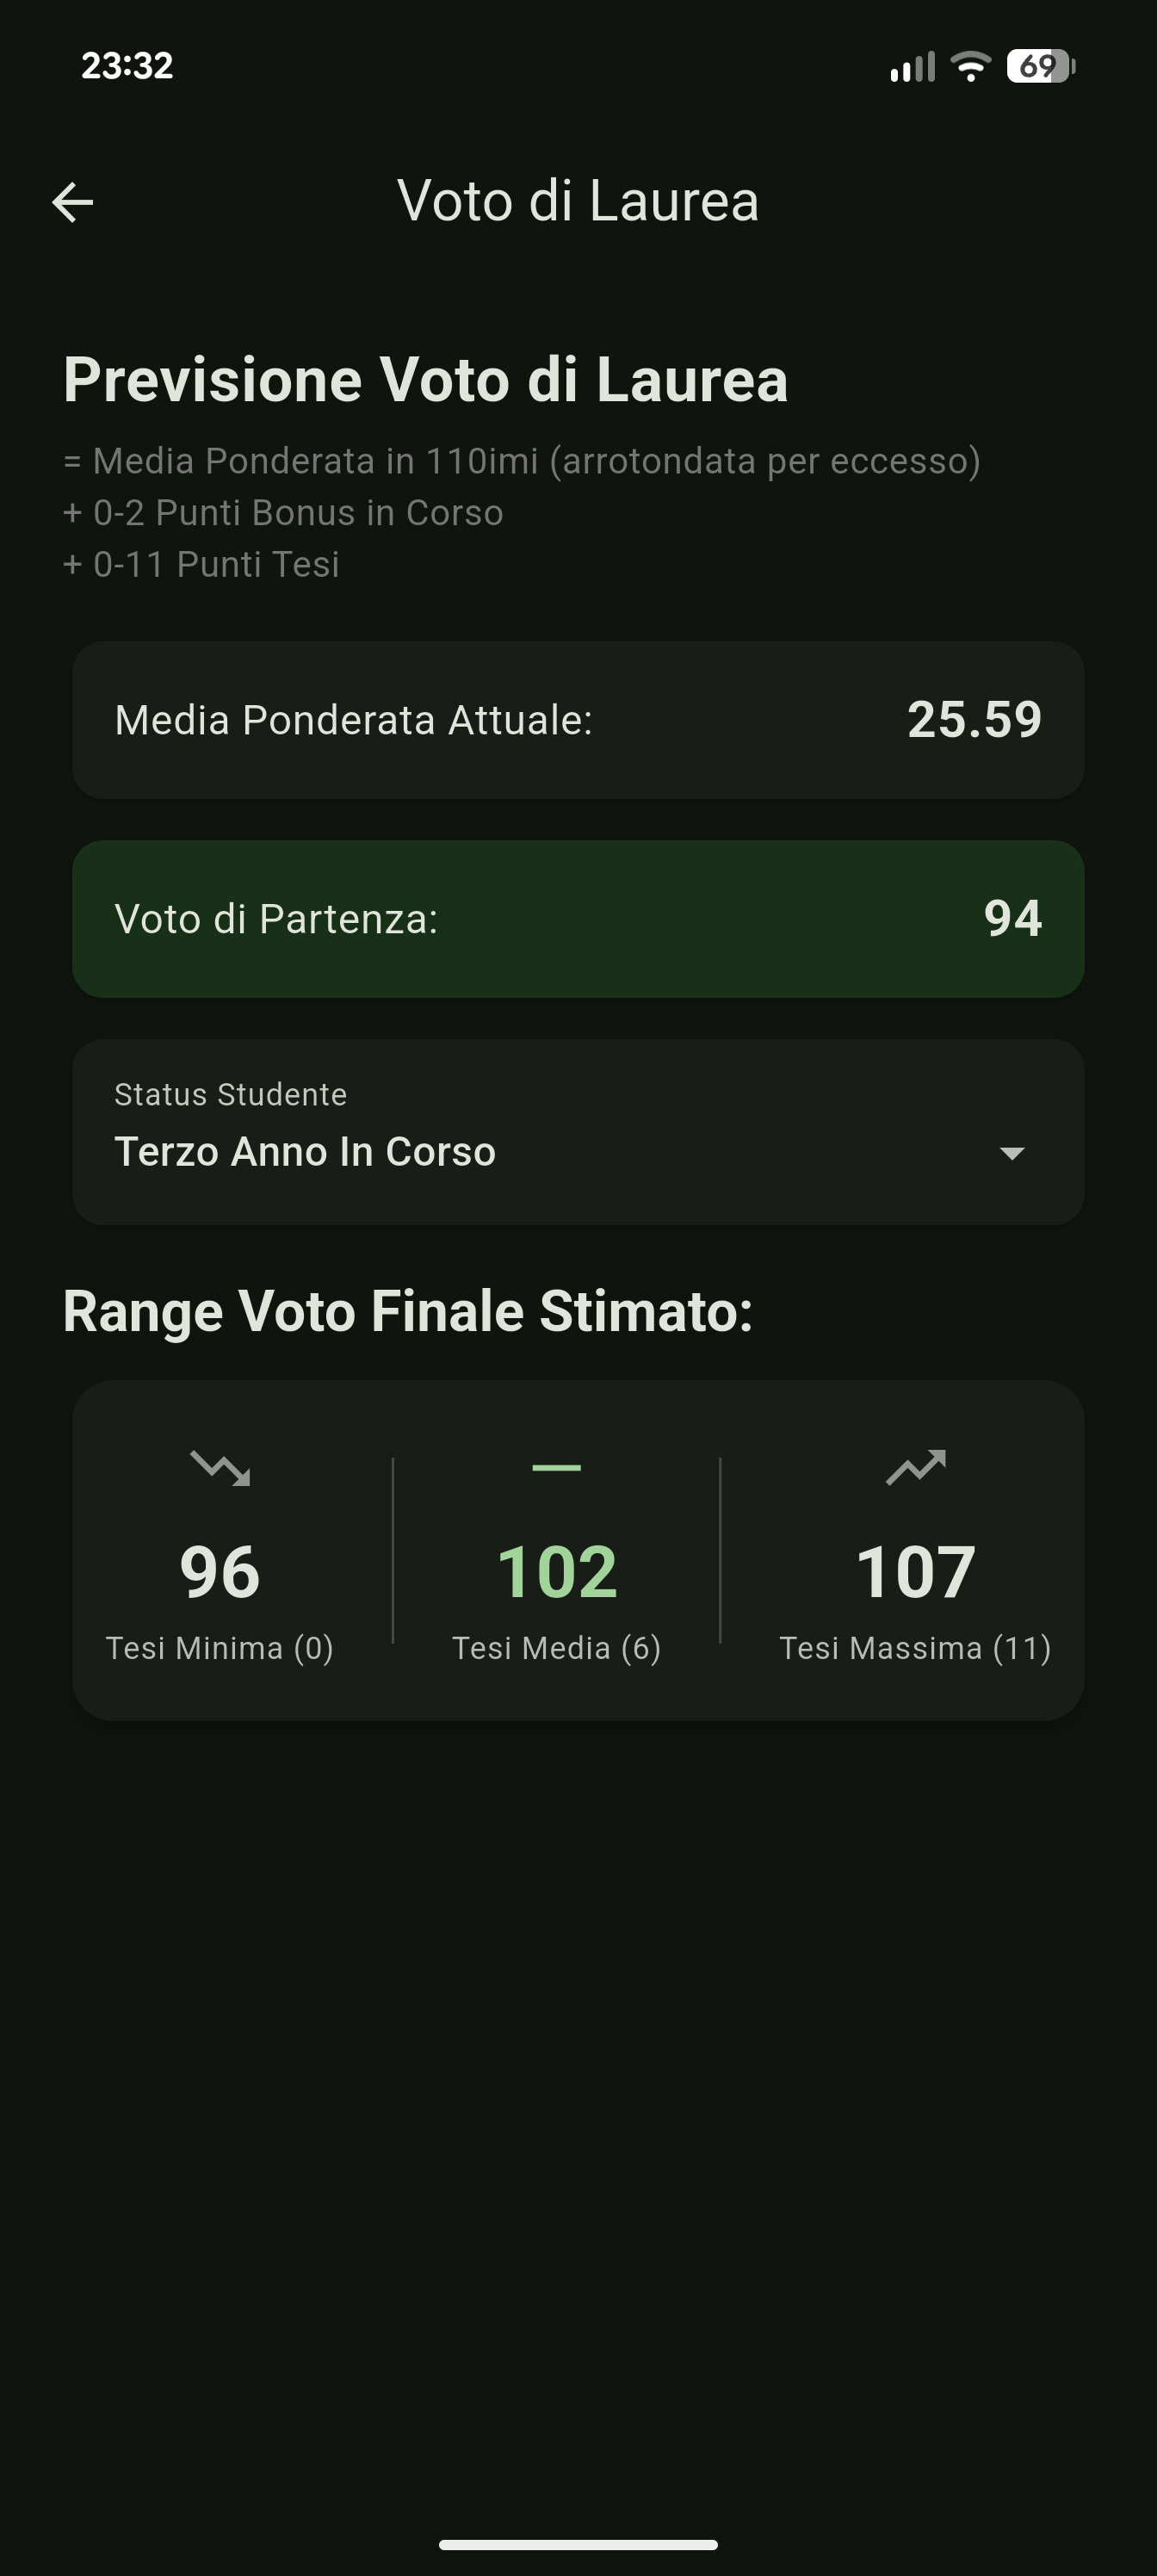 23:32
69
Voto di Laurea
Previsione Voto di Laurea
= Media Ponderata in 110imi (arrotondata per eccesso)
+ 0-2 Punti Bonus in Corso
+ 0-11 Punti Tesi
Media Ponderata Attuale: 25.59
Voto di Partenza: 94
Status Studente
Terzo Anno In Corso
Range Voto Finale Stimato:
96 102 107
Tesi Minima (0) Tesi Media (6) Tesi Massima (11)